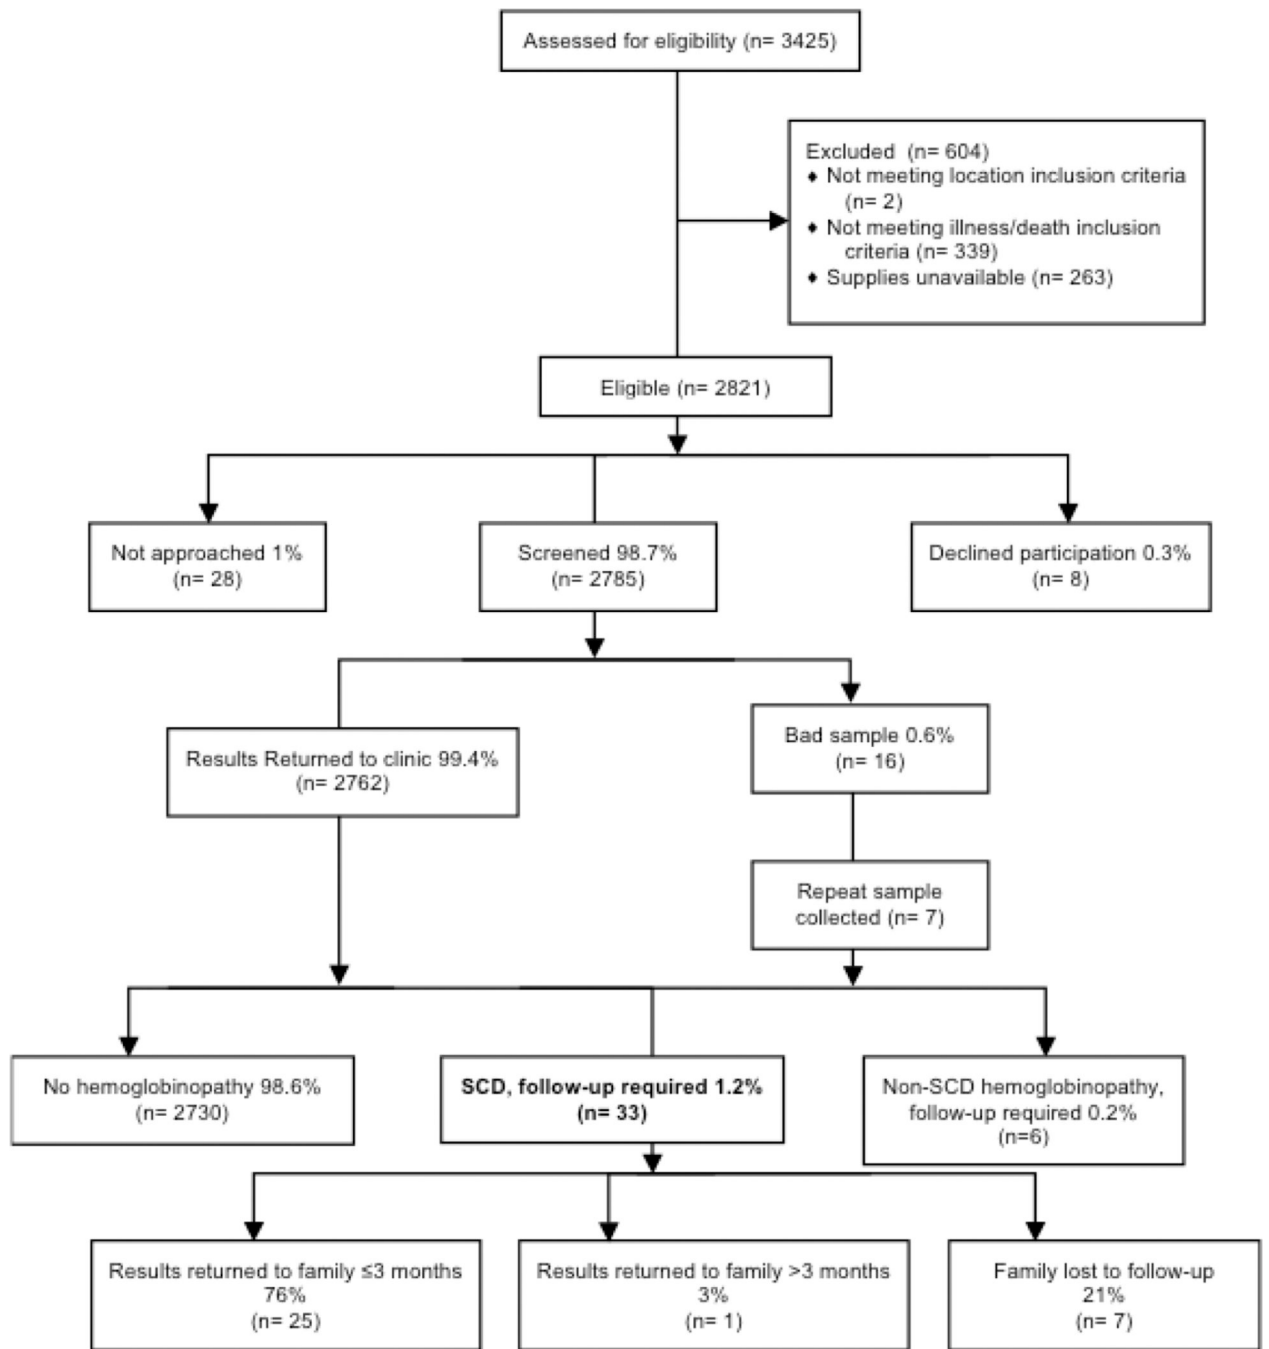 Assessed for eligibility (n= 3425)
Excluded (n= 604)
♦ Not meeting location inclusion criteria
(n= 2)
♦ Not meeting illness/death inclusion
criteria (n= 339)
♦ Supplies unavailable (n= 263)
Eligible (n= 2821)
Not approached 1%
(n= 28)
Screened 98.7%
(n= 2785)
Declined participation 0.3%
(n= 8)
Results Returned to clinic 99.4%
(n= 2762)
Bad sample 0.6%
(n= 16)
Repeat sample
collected (n= 7)
No hemoglobinopathy 98.6%
(n= 2730)
SCD, follow-up required 1.2%
(n= 33)
Non-SCD hemoglobinopathy,
follow-up required 0.2%
(n=6)
Results returned to family ≤3 months
76%
(n= 25)
Results returned to family >3 months
3%
(n= 1)
Family lost to follow-up
21%
(n= 7)